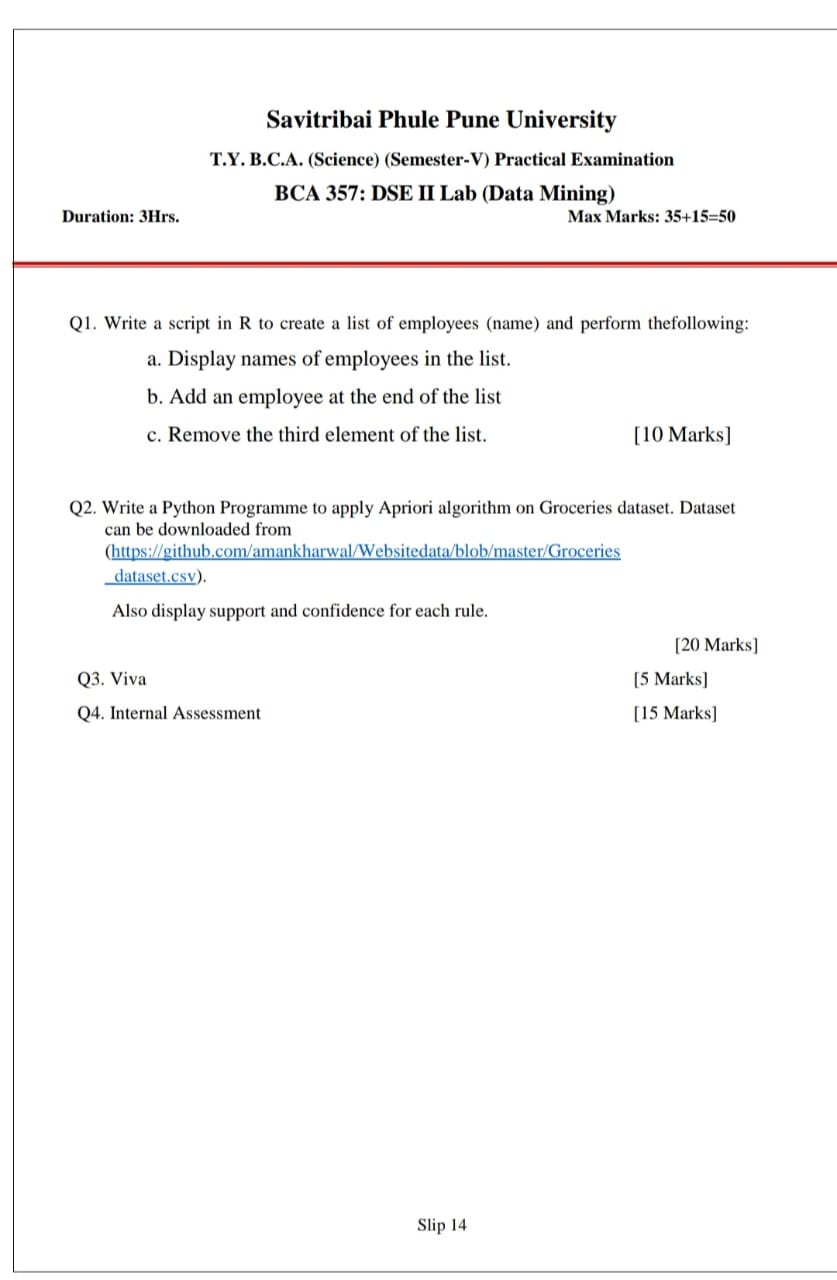 Savitribai Phule Pune University
T.Y. B.C.A. (Science) (Semester-V) Practical Examination
BCA 357: DSE II Lab (Data Mining)
Duration: 3Hrs. Max Marks: 35+15=50
Q1. Write a script in R to create a list of employees (name) and perform thefollowing:
a. Display names of employees in the list.
b. Add an employee at the end of the list
c. Remove the third element of the list. [10 Marks]
Q2. Write a Python Programme to apply Apriori algorithm on Groceries dataset. Dataset
can be downloaded from
(https://github.com/amankharwal/Websitedata/blob/master/Groceries
_dataset.csv).
Also display support and confidence for each rule.
[20 Marks]
Q3. Viva [5 Marks]
Q4. Internal Assessment [15 Marks]
Slip 14